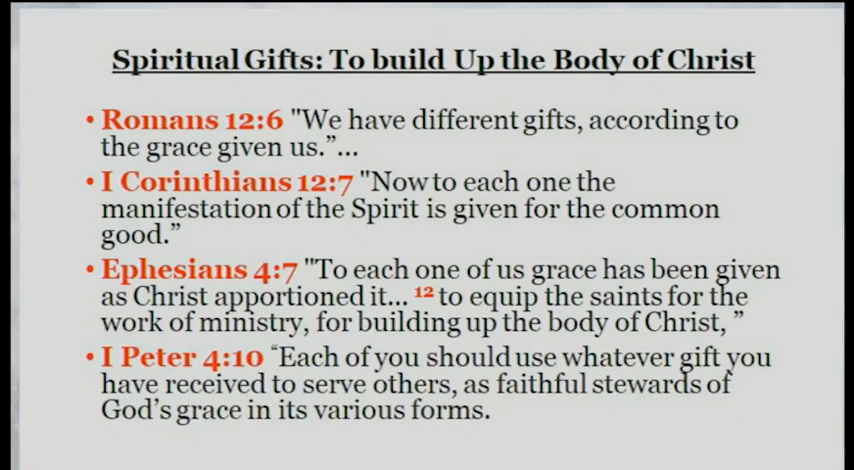 Spiritual Gifts: To build Up the Body of Christ
• Romans 12:6 "We have different gifts, according to
the grace given us.”...
• I Corinthians 12:7 "Now to each one the
manifestation of the Spirit is given for the common
good.”
• Ephesians 4:7 "To each one of us grace has been given
as Christ apportioned it... 12 to equip the saints for the
work of ministry, for building up the body of Christ, ”
• I Peter 4:10 “Each of you should use whatever gift you
have received to serve others, as faithful stewards of
God’s grace in its various forms.